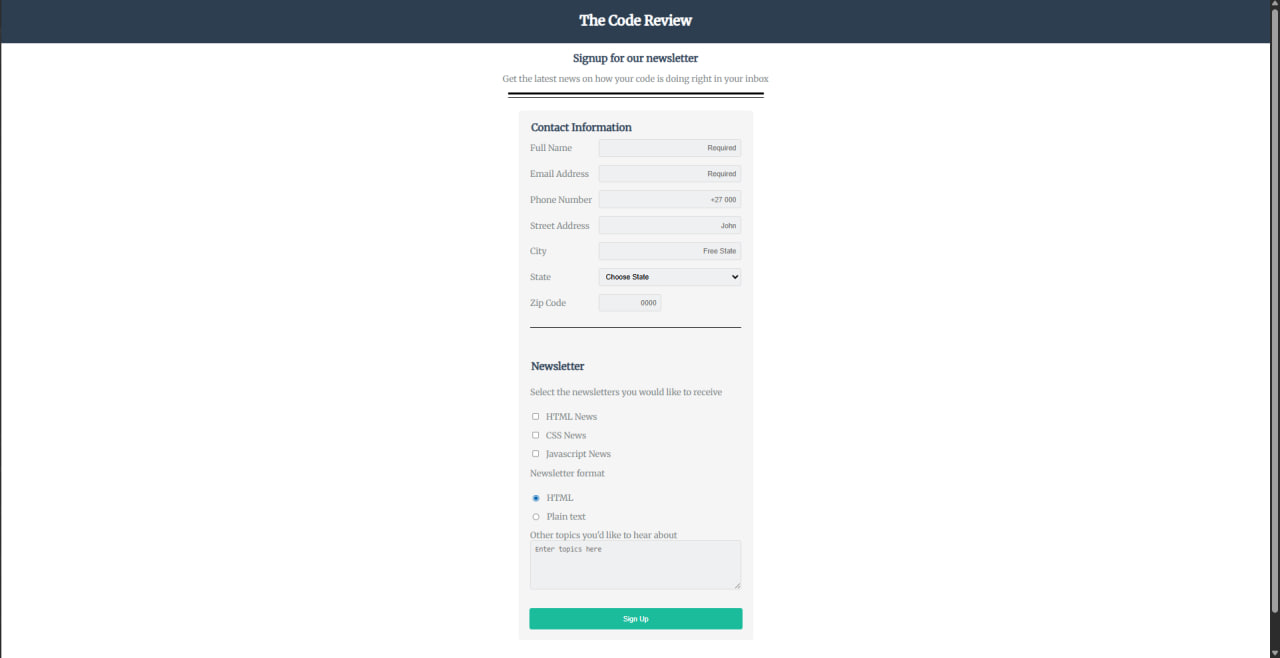 The Code Review
Signup for our newsletter
Get the latest news on how your code is doing right in your inbox
Contact Information
Full Name Required
Email Address Required
Phone Number +27 000
Street Address John
City Free State
State Choose State
Zip Code 0000
Newsletter
Select the newsletters you would like to receive
HTML News
CSS News
Javascript News
Newsletter format
HTML
Plain text
Other topics you'd like to hear about
Enter topics here
Sign Up